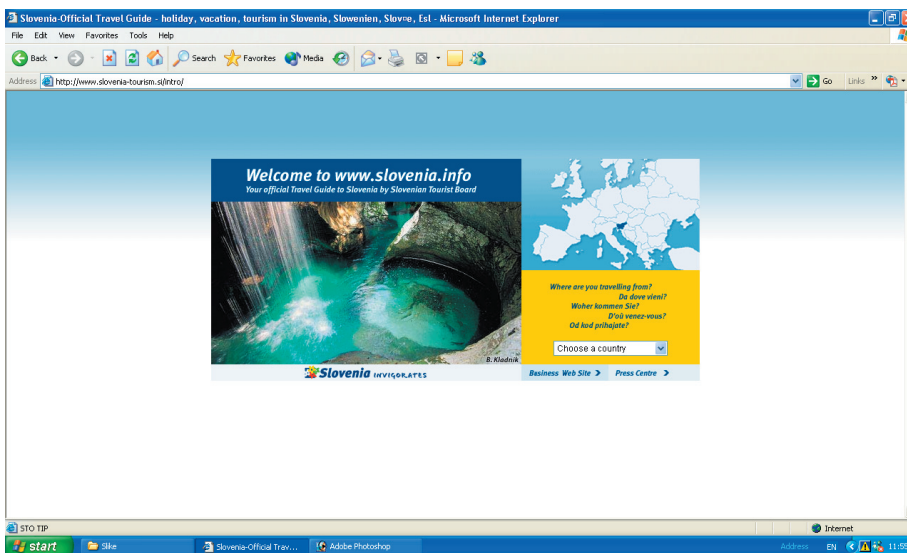 Slovenia-Official Travel Guide - holiday, vacation, tourism in Slovenia, Slowenien, Slov Esl - Microsoft Internet Explorer
File Edit View Favorites Tools Help
Back Search Favorites Media
Address http://www.slovenia-tourism.si/intro/ Go Links »
Welcome to www.slovenia.info
Your official Travel Guide to Slovenia by Slovenian Tourist Board
Where are you travelling from?
Da dove vieni?
Woher kommen Sie?
D'où venez-vous?
Od kod prihajate?
Choose a country
B. Kladnik
Slovenia INVIGORATES
Business Web Site Press Centre
STO TIP Internet
start Slike Slovenia-Official Trav... Adobe Photoshop Address EN 11:55